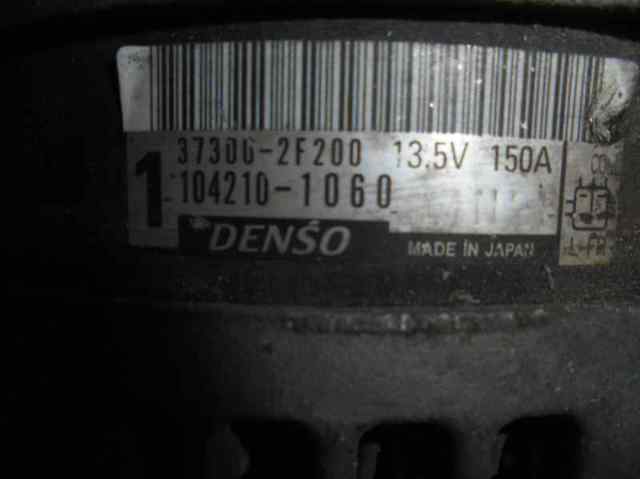 37300-2F200 13.5V 150A
1 104210-1060
DENSO MADE IN JAPAN